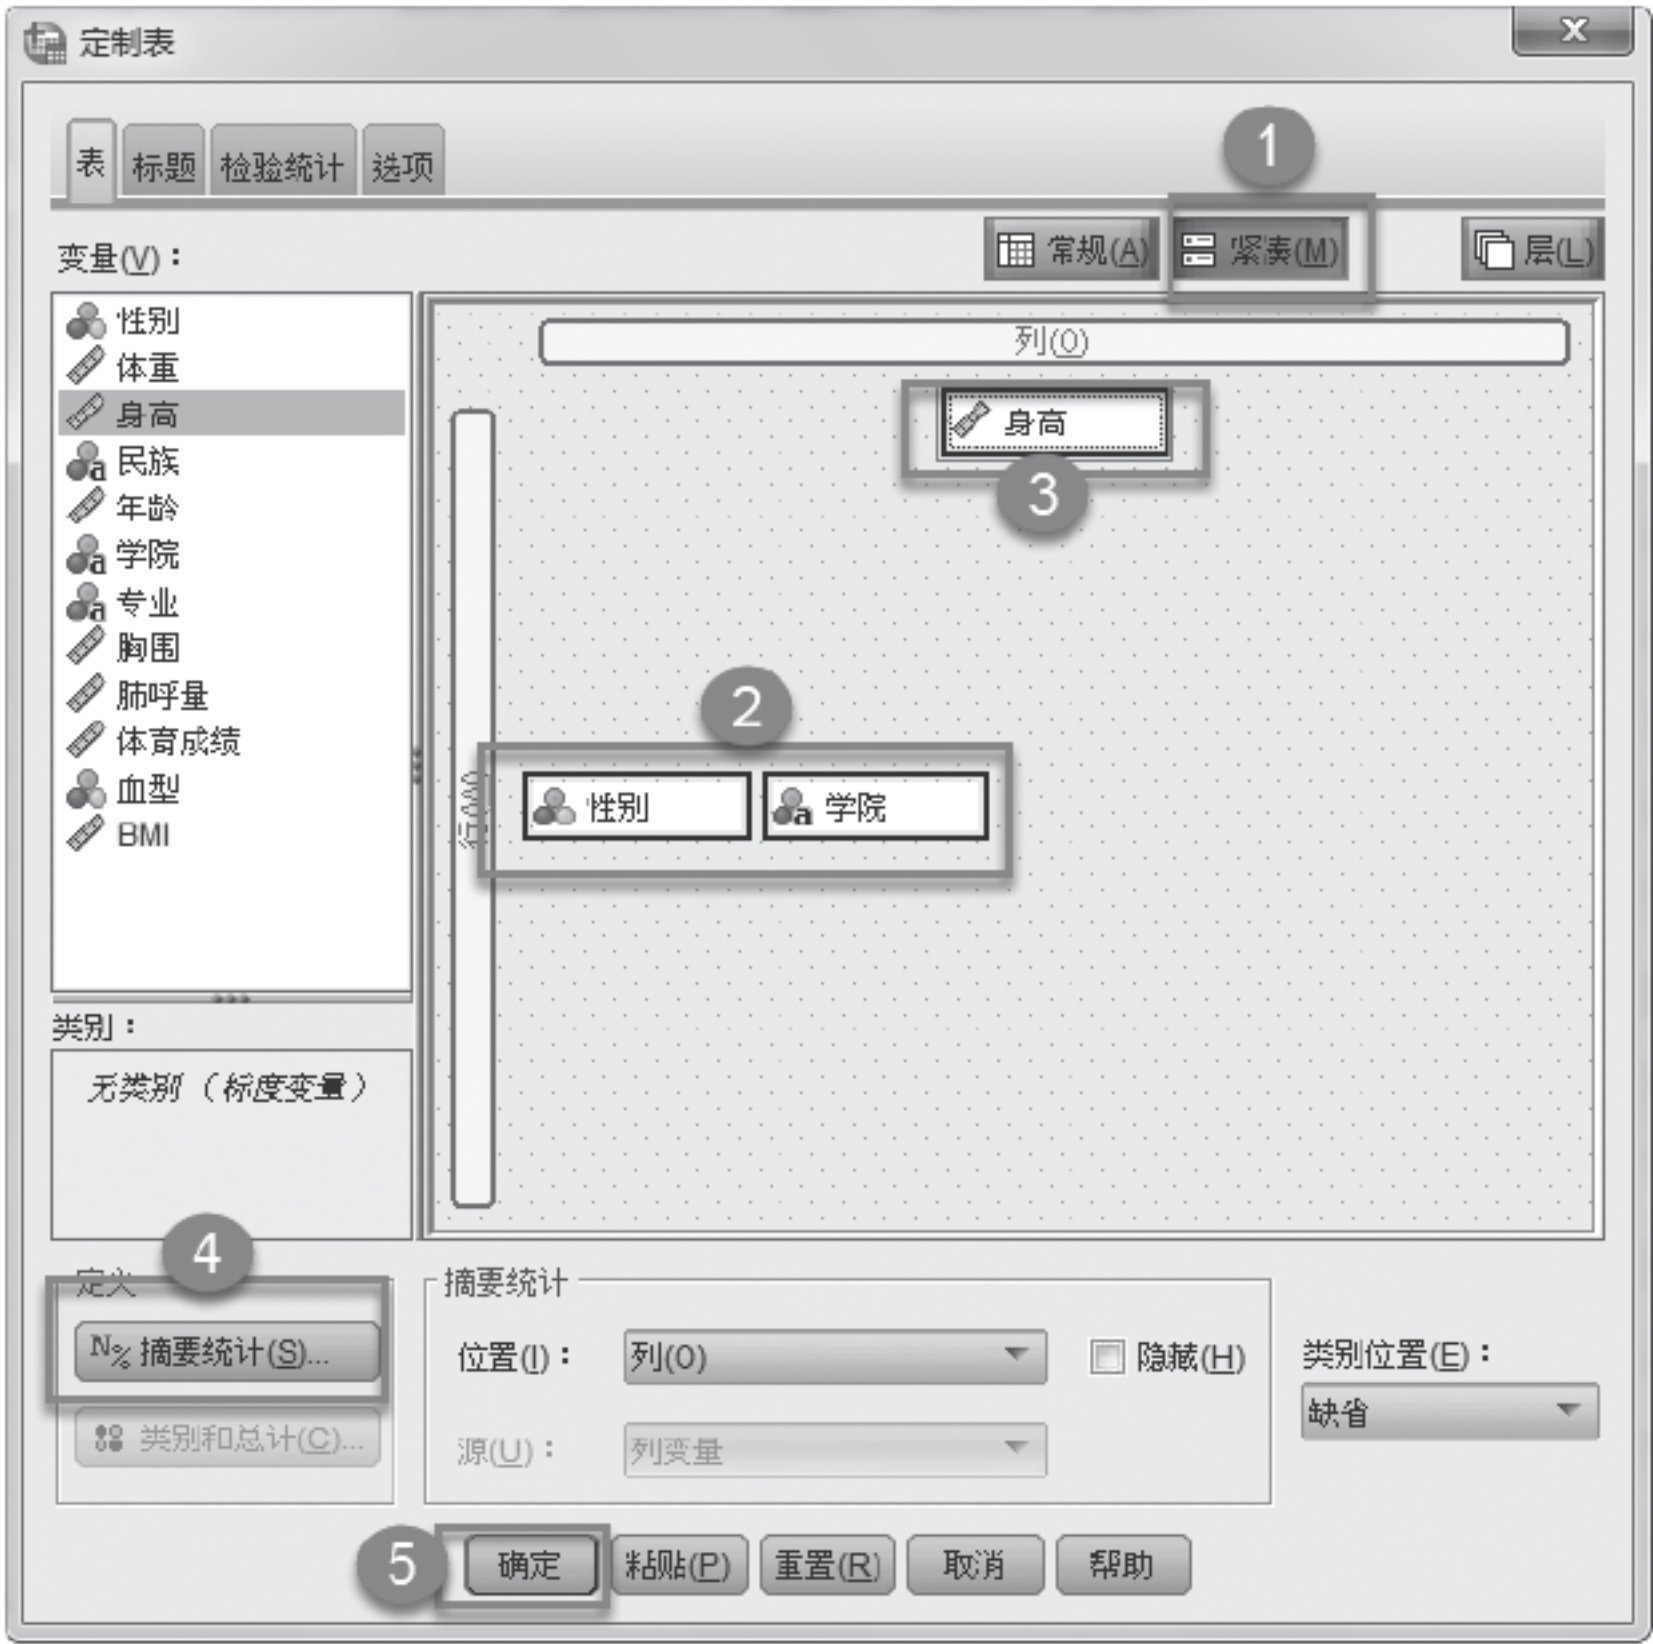 定制表
x
表 标题 检验统计 选项
1
变量(V)：
常规(A) 紧凑(M) 层(L)
性别
体重
身高
民族
年龄
学院
专业
胸围
肺呼量
体育成绩
血型
BMI
列(O)
身高
3
2
性别 学院
类别：
无类别（标度变量）
4
定义
N% 摘要统计(S)...
类别和总计(C)...
摘要统计
位置(I)： 列(O) 隐藏(H)
源(U)： 列变量
类别位置(E)：
缺省
5
确定 粘贴(P) 重置(R) 取消 帮助